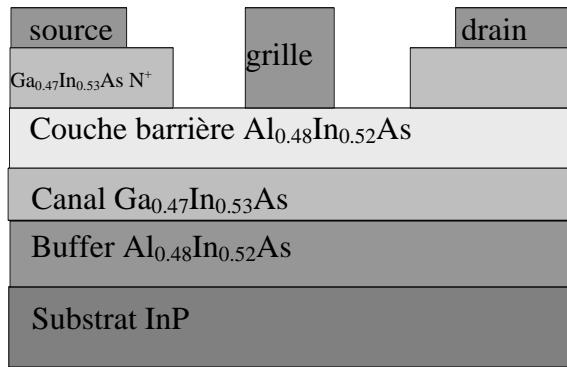 source
drain
grille
Ga₀.₄₇In₀.₅₃As N⁺
Couche barrière Al₀.₄₈In₀.₅₂As
Canal Ga₀.₄₇In₀.₅₃As
Buffer Al₀.₄₈In₀.₅₂As
Substrat InP